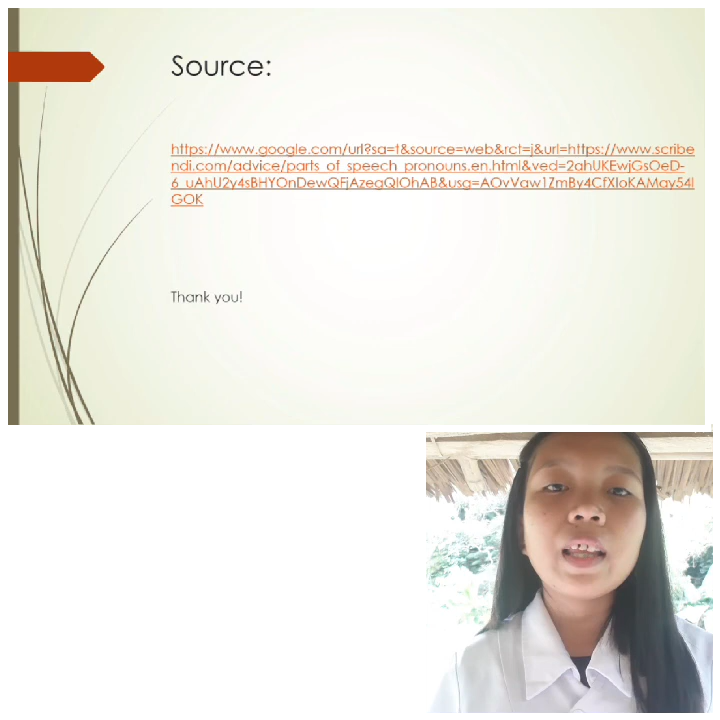 Source:
https://www.google.com/url?sa=t&source=web&rct=j&url=https://www.scribe
ndi.com/advice/parts_of_speech_pronouns.en.html&ved=2ahUKEwjGsOeD-
6_uAhU2y4sBHYOnDewQFjAzegQIOhAB&usg=AOvVaw1ZmBy4CfXIoKAMay54I
GOK
Thank you!